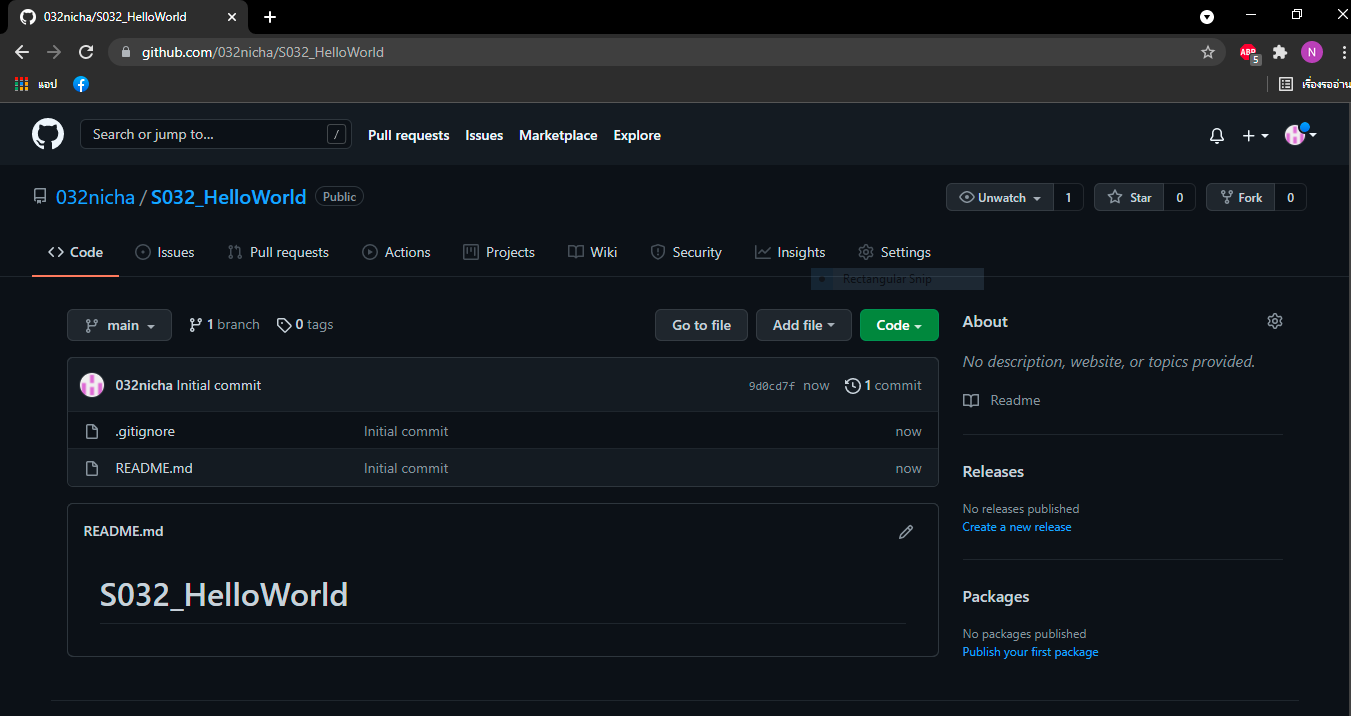 032nicha/S032_HelloWorld
github.com/032nicha/S032_HelloWorld
ABP 5 N
แอป
เรื่องรออ่าน
Search or jump to... / Pull requests Issues Marketplace Explore
032nicha / S032_HelloWorld Public
Unwatch 1 Star 0 Fork 0
Code Issues Pull requests Actions Projects Wiki Security Insights Settings
Rectangular Snip
main 1 branch 0 tags Go to file Add file Code
032nicha Initial commit 9d0cd7f now 1 commit
.gitignore Initial commit now
README.md Initial commit now
README.md
S032_HelloWorld
About
No description, website, or topics provided.
Readme
Releases
No releases published
Create a new release
Packages
No packages published
Publish your first package